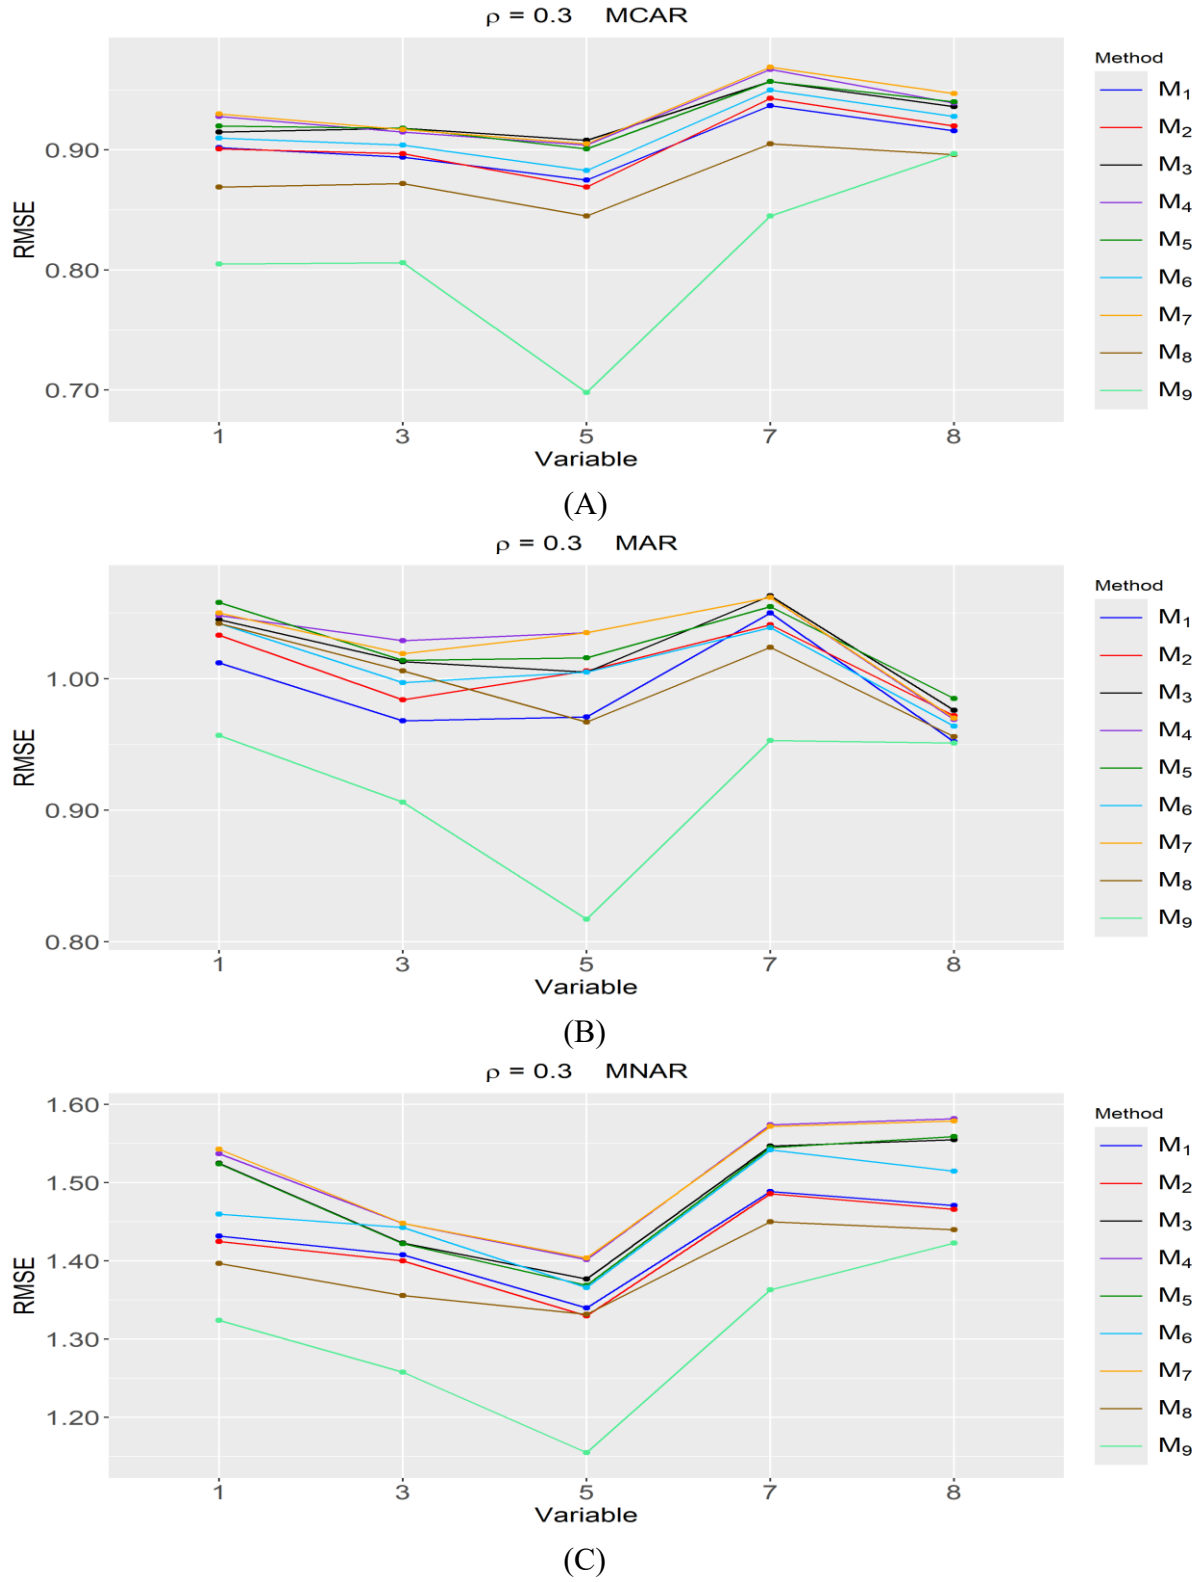 ρ = 0.3 MCAR
RMSE
0.90
0.80
0.70
1 3 5 7 8
Variable
Method
M₁
M₂
M₃
M₄
M₅
M₆
M₇
M₈
M₉
(A)
ρ = 0.3 MAR
RMSE
1.00
0.90
0.80
1 3 5 7 8
Variable
Method
M₁
M₂
M₃
M₄
M₅
M₆
M₇
M₈
M₉
(B)
ρ = 0.3 MNAR
RMSE
1.60
1.50
1.40
1.30
1.20
1 3 5 7 8
Variable
Method
M₁
M₂
M₃
M₄
M₅
M₆
M₇
M₈
M₉
(C)